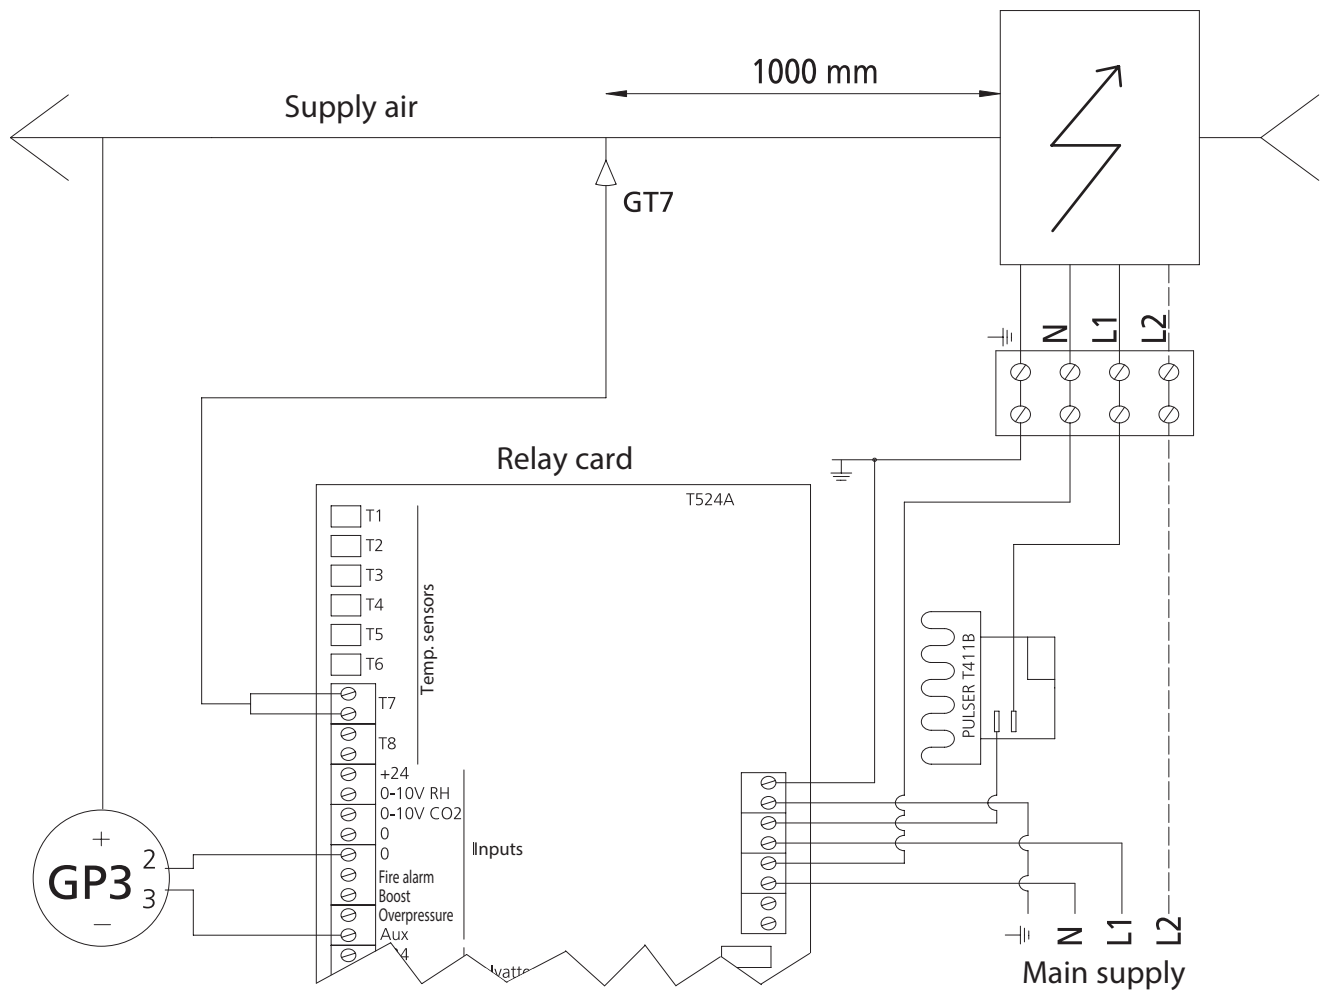 1000 mm
Supply air
GT7
N
L1
L2
Relay card
T524A
T1
T2
T3
T4
T5
T6
Temp. sensors
T7
T8
+24
0-10V RH
0-10V CO2
0
0
Fire alarm
Boost
Overpressure
Aux
4
Inputs
PULSER T411B
+
GP3
2
3
−
N
L1
L2
Main supply